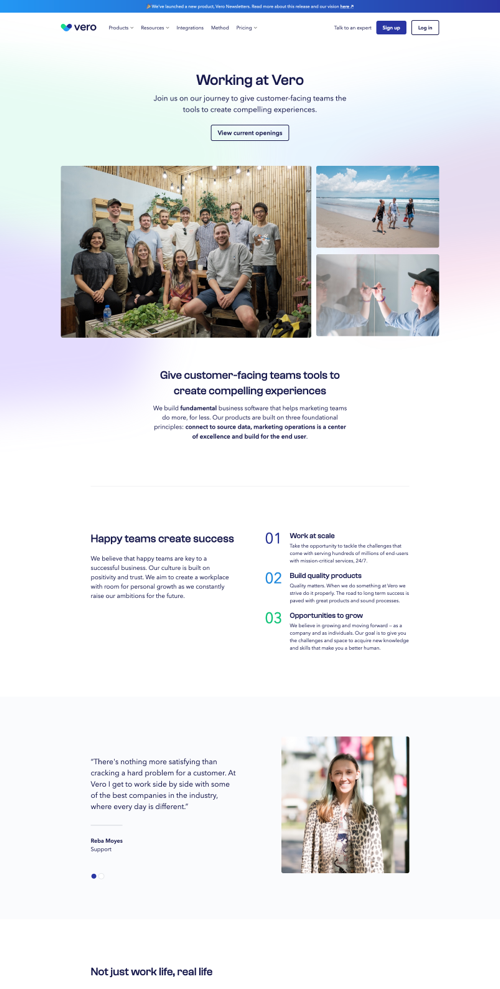 🎉 We've launched a new product, Vero Newsletters. Read more about this release and our vision here ↗
vero
Products
Resources
Integrations
Method
Pricing
Talk to an expert
Sign up
Log in
Working at Vero
Join us on our journey to give customer-facing teams the
tools to create compelling experiences.
View current openings
Give customer-facing teams tools to
create compelling experiences
We build fundamental business software that helps marketing teams
do more, for less. Our products are built on three foundational
principles: connect to source data, marketing operations is a center
of excellence and build for the end user.
Happy teams create success
We believe that happy teams are key to a
successful business. Our culture is built on
positivity and trust. We aim to create a workplace
with room for personal growth as we constantly
raise our ambitions for the future.
01
Work at scale
Take the opportunity to tackle the challenges that
come with serving hundreds of millions of end users
with mission-critical services, 24/7.
02
Build quality products
Quality matters. When we do something at Vero we
strive do it properly. The road to long term success is
paved with great products and sound processes.
03
Opportunities to grow
We believe in growing and moving forward – as a
company and as individuals. Our goal is to give you
the challenges and space to acquire new knowledge
and skills that make you a better human.
“There's nothing more satisfying than
cracking a hard problem for a customer. At
Vero I get to work side by side with some
of the best companies in the industry,
where every day is different.”
Reba Moyes
Support
Not just work life, real life